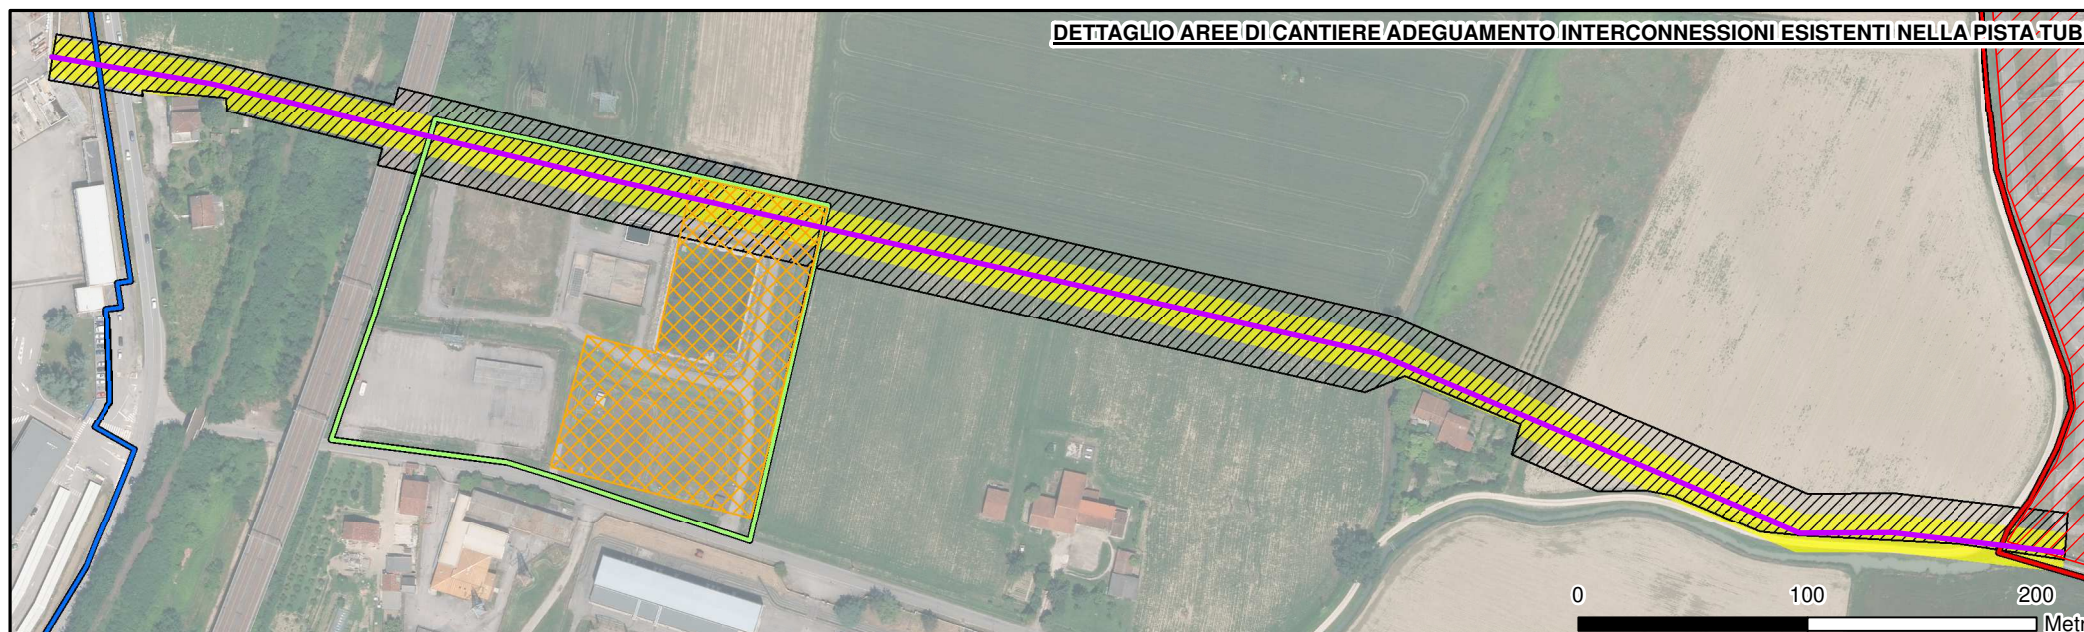 DETTAGLIO AREE DI CANTIERE ADEGUAMENTO INTERCONNESSIONI ESISTENTI NELLA PISTA TUB
0 100 200
Metr